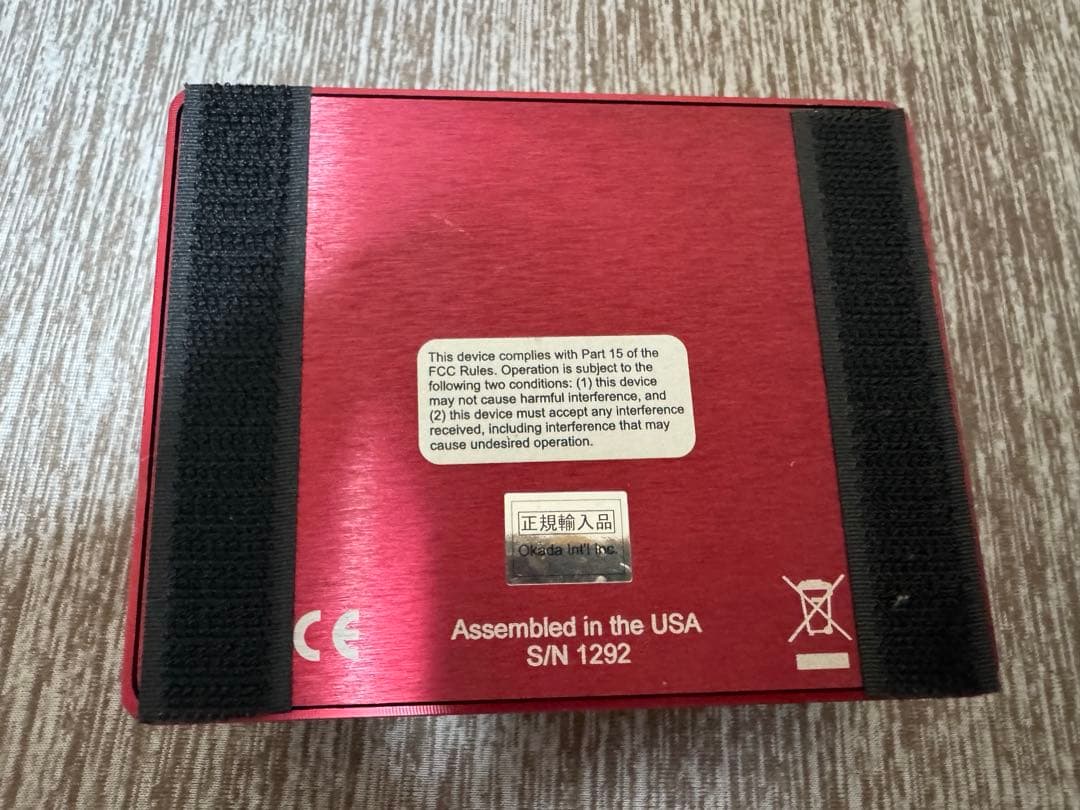 This device complies with Part 15 of the
FCC Rules. Operation is subject to the
following two conditions: (1) this device
may not cause harmful interference, and
(2) this device must accept any interference
received, including interference that may
cause undesired operation.
正規輸入品
Okada Int'l Inc.
CE
Assembled in the USA
S/N 1292